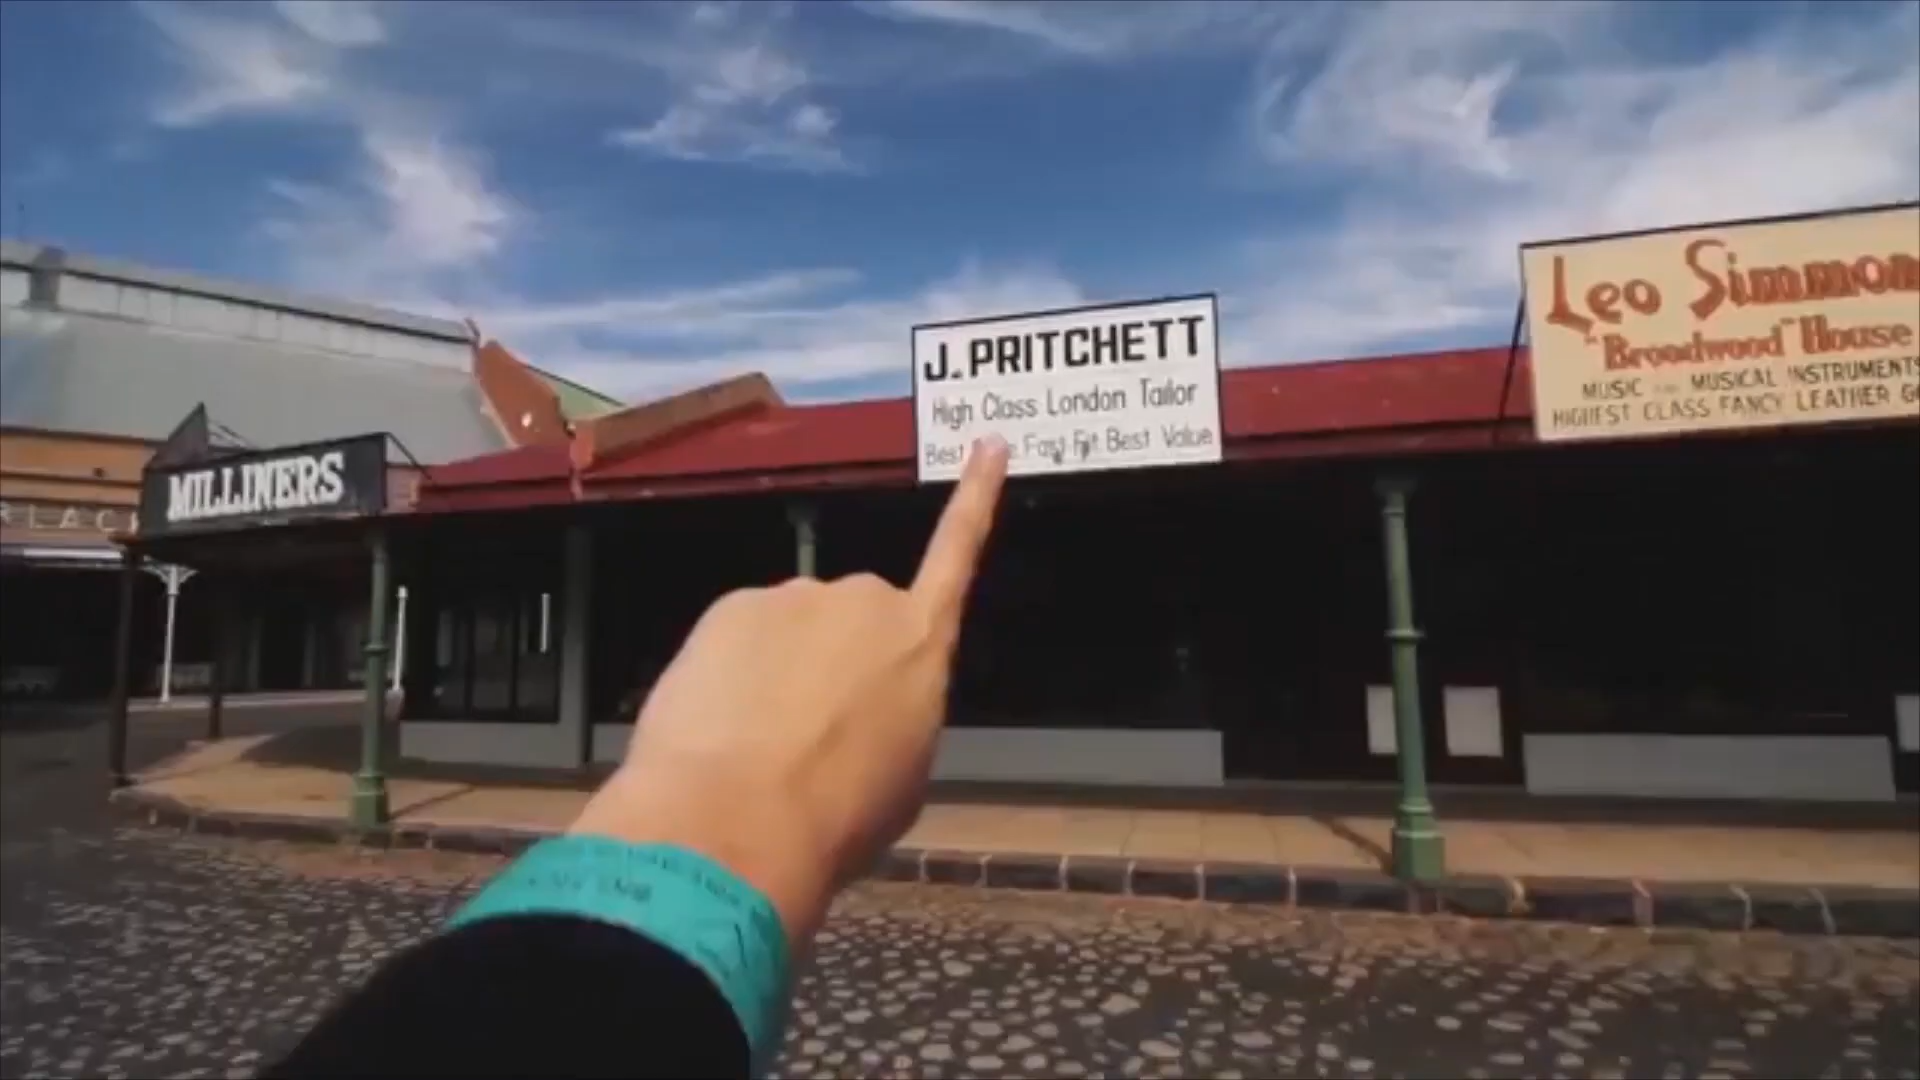 MILLINERS
J. PRITCHETT
High Class London Tailor
Best Fast Fit Best Value
Leo Simmon
"Broadwood" House
MUSIC MUSICAL INSTRUMENTS
HIGHEST CLASS FANCY LEATHER
LACK